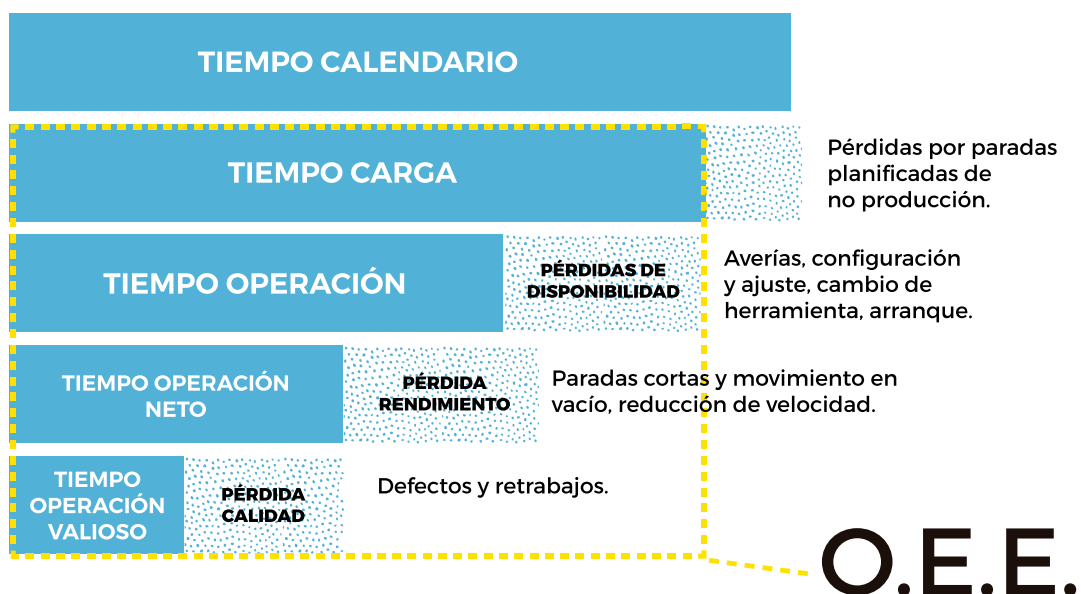 TIEMPO CALENDARIO
TIEMPO CARGA
Pérdidas por paradas
planificadas de
no producción.
TIEMPO OPERACIÓN
PÉRDIDAS DE
DISPONIBILIDAD
Averías, configuración
y ajuste, cambio de
herramienta, arranque.
TIEMPO OPERACIÓN
NETO
PÉRDIDA
RENDIMIENTO
Paradas cortas y movimiento en
vacío, reducción de velocidad.
TIEMPO
OPERACIÓN
VALIOSO
PÉRDIDA
CALIDAD
Defectos y retrabajos.
O.E.E.